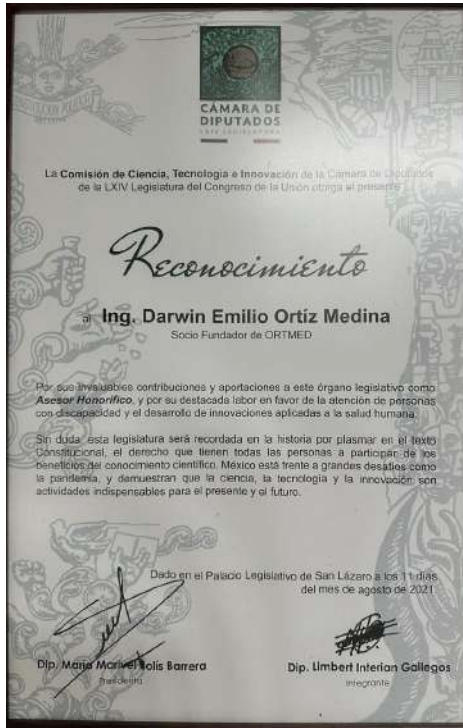 CÁMARA DE
DIPUTADOS
LXIV LEGISLATURA
La Comisión de Ciencia, Tecnología e Innovación de la Cámara de Diputados
de la LXIV Legislatura del Congreso de la Unión otorga el presente
Reconocimiento
al Ing. Darwin Emilio Ortíz Medina
Socio Fundador de ORTMED
Por sus invaluables contribuciones y aportaciones a este órgano legislativo como
Asesor Honorífico, y por su destacada labor en favor de la atención de personas
con discapacidad y el desarrollo de innovaciones aplicadas a la salud humana.
Sin duda, esta legislatura será recordada en la historia por plasmar en el texto
Constitucional, el derecho que tienen todas las personas a participar de los
beneficios del conocimiento científico. México está frente a grandes desafíos como
la pandemia, y demuestran que la ciencia, la tecnología y la innovación son
actividades indispensables para el presente y el futuro.
Dado en el Palacio Legislativo de San Lázaro a los 11 días
del mes de agosto de 2021.
Dip. María Marivel Solís Barrera
Presidenta
Dip. Limbert Interian Gallegos
Integrante